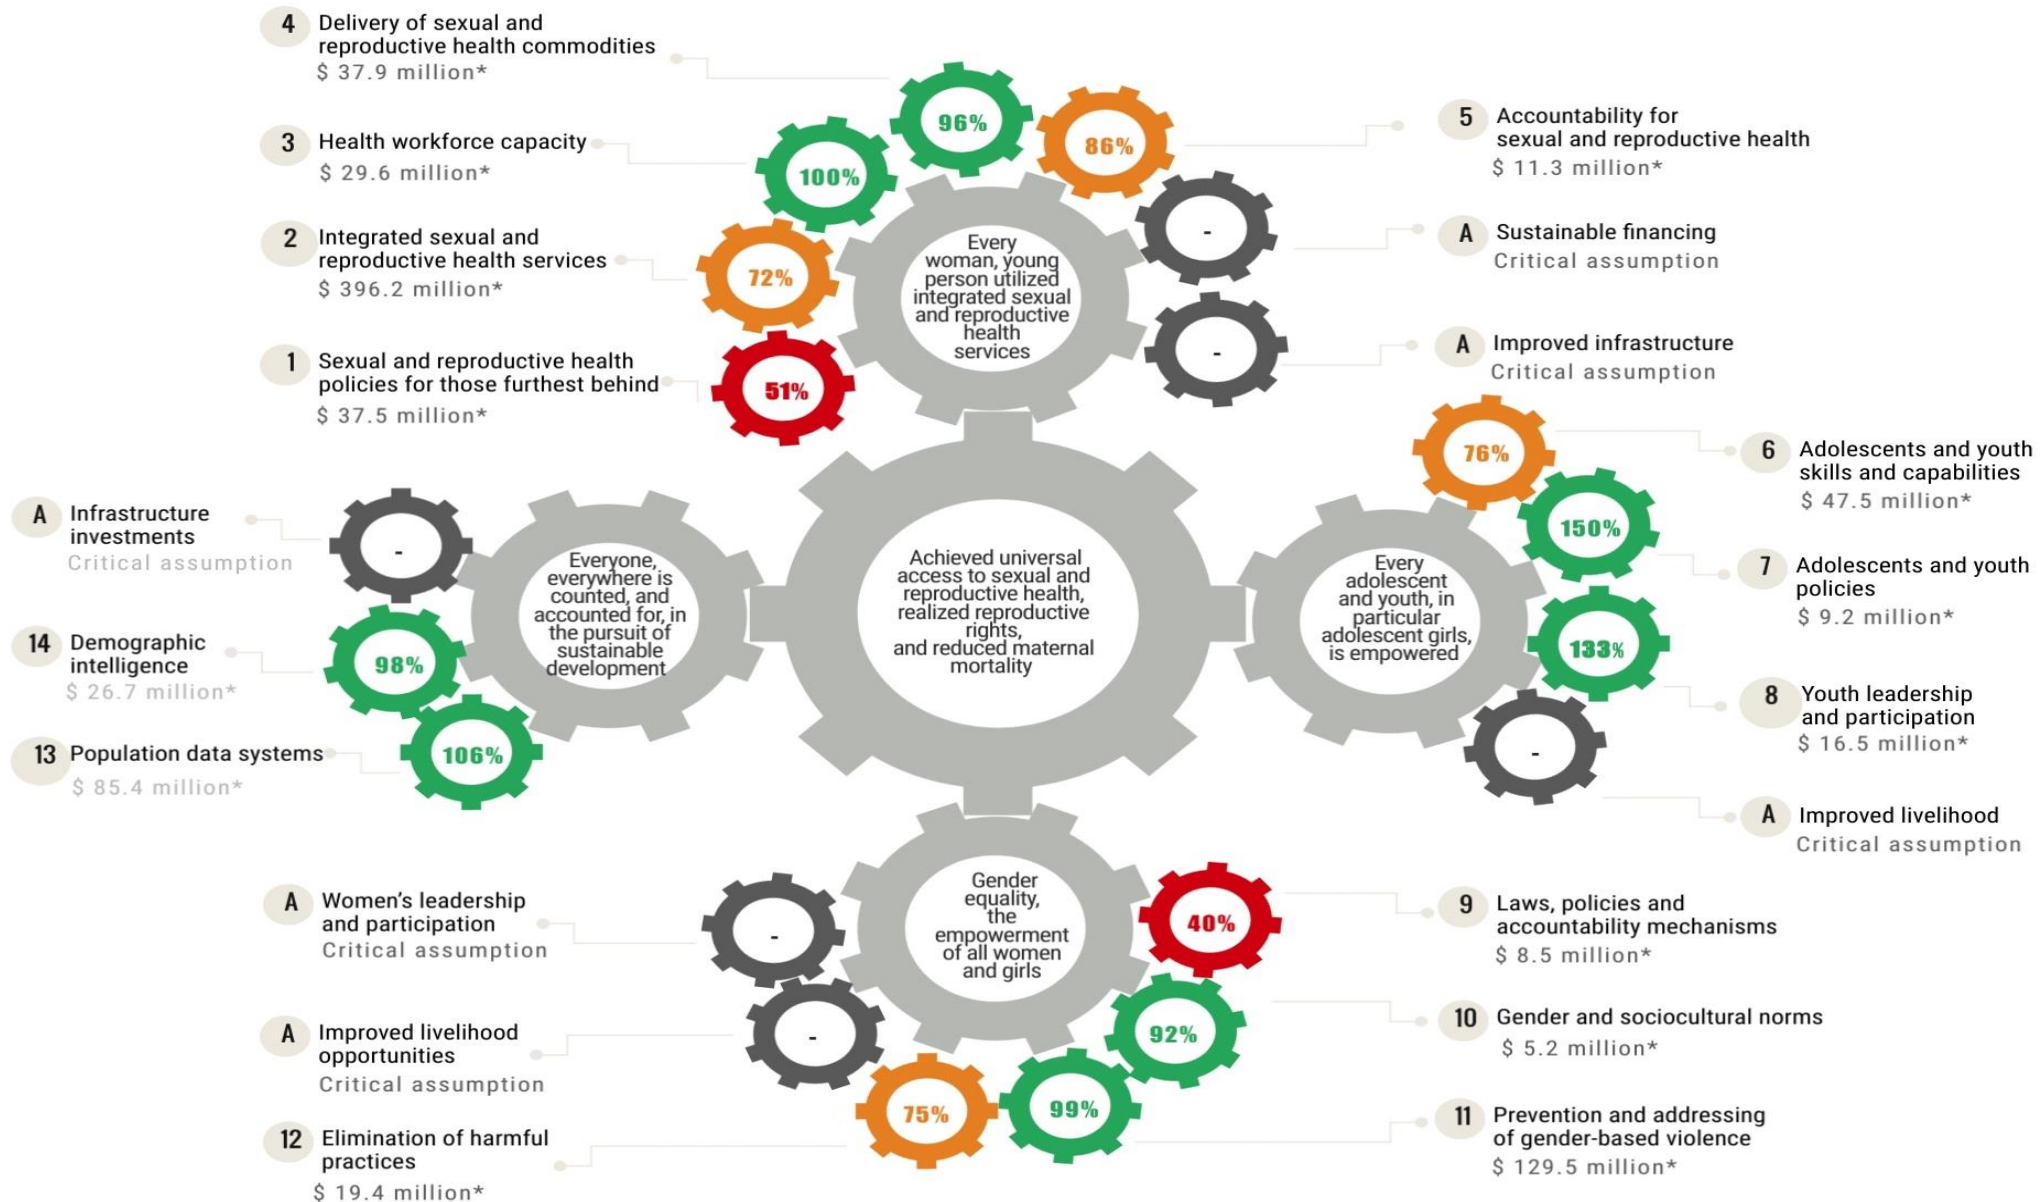 4
Delivery of sexual and
reproductive health commodities
$ 37.9 million*
3
Health workforce capacity
$ 29.6 million*
2
Integrated sexual and
reproductive health services
$ 396.2 million*
1
Sexual and reproductive health
policies for those furthest behind
$ 37.5 million*
96%
86%
100%
72%
51%
-
-
Every
woman, young
person utilized
integrated sexual
and reproductive
health
services
5
Accountability for
sexual and reproductive health
$ 11.3 million*
A
Sustainable financing
Critical assumption
A
Improved infrastructure
Critical assumption
A
Infrastructure
investments
Critical assumption
14
Demographic
intelligence
$ 26.7 million*
13
Population data systems
$ 85.4 million*
-
98%
106%
Everyone,
everywhere is
counted, and
accounted for, in
the pursuit of
sustainable
development
Achieved universal
access to sexual and
reproductive health,
realized reproductive
rights,
and reduced maternal
mortality
Every
adolescent
and youth, in
particular
adolescent girls,
is empowered
76%
150%
133%
-
6
Adolescents and youth
skills and capabilities
$ 47.5 million*
7
Adolescents and youth
policies
$ 9.2 million*
8
Youth leadership
and participation
$ 16.5 million*
A
Improved livelihood
Critical assumption
A
Women's leadership
and participation
Critical assumption
A
Improved livelihood
opportunities
Critical assumption
12
Elimination of harmful
practices
$ 19.4 million*
-
-
75%
99%
92%
40%
Gender
equality,
the
empowerment
of all women
and girls
9
Laws, policies and
accountability mechanisms
$ 8.5 million*
10
Gender and sociocultural norms
$ 5.2 million*
11
Prevention and addressing
of gender-based violence
$ 129.5 million*